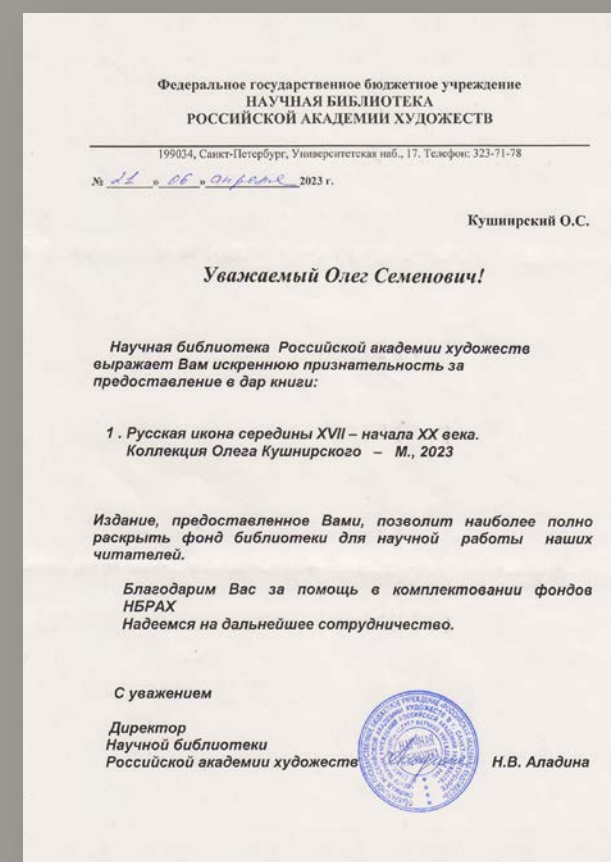 Федеральное государственное бюджетное учреждение
НАУЧНАЯ БИБЛИОТЕКА
РОССИЙСКОЙ АКАДЕМИИ ХУДОЖЕСТВ
199034, Санкт-Петербург, Университетская наб., 17. Телефон: 323-71-78
№ 21 » 06 » апреля 2023 г.
Кушнирский О.С.
Уважаемый Олег Семенович!
Научная библиотека Российской академии художеств
выражает Вам искреннюю признательность за
предоставление в дар книги:
1 . Русская икона середины XVII – начала XX века.
Коллекция Олега Кушнирского – М., 2023
Издание, предоставленное Вами, позволит наиболее полно
раскрыть фонд библиотеки для научной работы наших
читателей.
Благодарим Вас за помощь в комплектовании фондов
НБРАХ
Надеемся на дальнейшее сотрудничество.
С уважением
Директор
Научной библиотеки
Российской академии художеств Н.В. Аладина